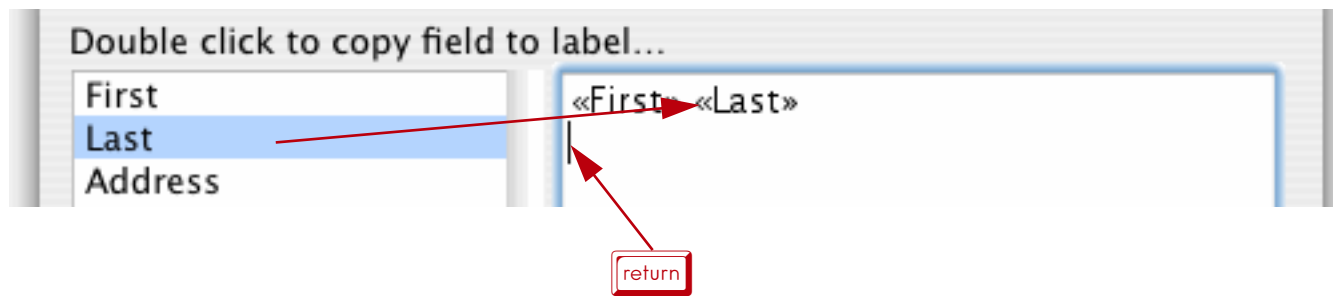 Double click to copy field to label...
First
Last
Address
«First» «Last»
return